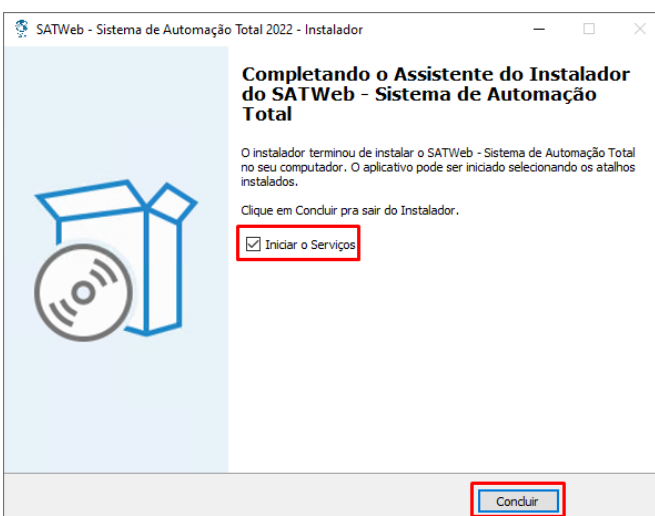 SATWeb - Sistema de Automação Total 2022 - Instalador
Completando o Assistente do Instalador
do SATWeb - Sistema de Automação
Total
O instalador terminou de instalar o SATWeb - Sistema de Automação Total
no seu computador. O aplicativo pode ser iniciado selecionando os atalhos
instalados.
Clique em Concluir pra sair do Instalador.
Iniciar o Serviços
Concluir